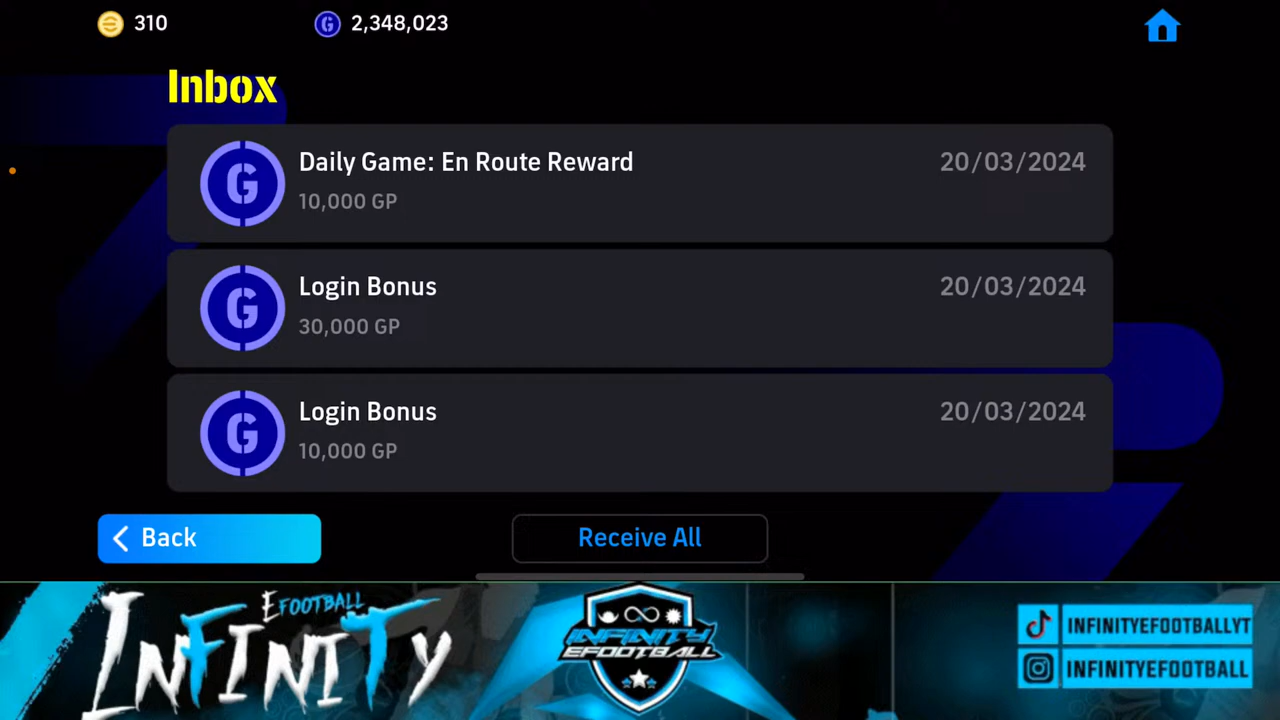 310
2,348,023
Inbox
Daily Game: En Route Reward
20/03/2024
10,000 GP
Login Bonus
20/03/2024
30,000 GP
Login Bonus
20/03/2024
10,000 GP
Back
Receive All
EFOOTBALL
INFINITY
INFINITY
EFOOTBALL
INFINITYEFOOTBALLYT
INFINITYEFOOTBALL